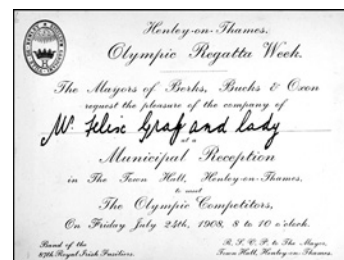 Henley-on-Thames.
Olympic Regatta Week.
The Mayors of Berks, Bucks & Oxon
request the pleasure of the company of
Mr. Felix Graf and lady
at a
Municipal Reception
in The Town Hall, Henley-on-Thames,
to meet
The Olympic Competitors,
On Friday July 24th, 1908, 8 to 10 o'clock.
Band of the
87th Royal Irish Fusiliers.
R.S.V.P. to The Mayor,
Town Hall, Henley-on-Thames.